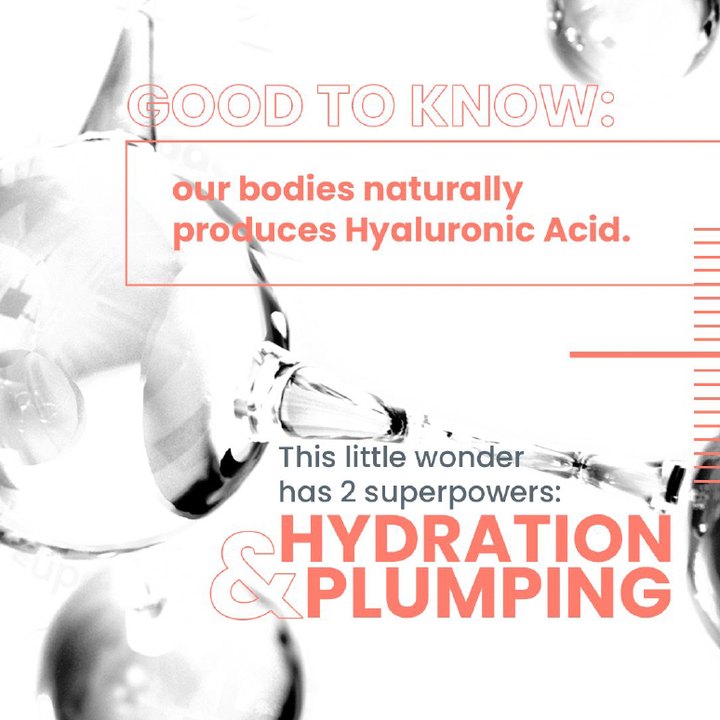 GOOD TO KNOW:
our bodies naturally
produces Hyaluronic Acid.
This little wonder
has 2 superpowers:
HYDRATION
& PLUMPING